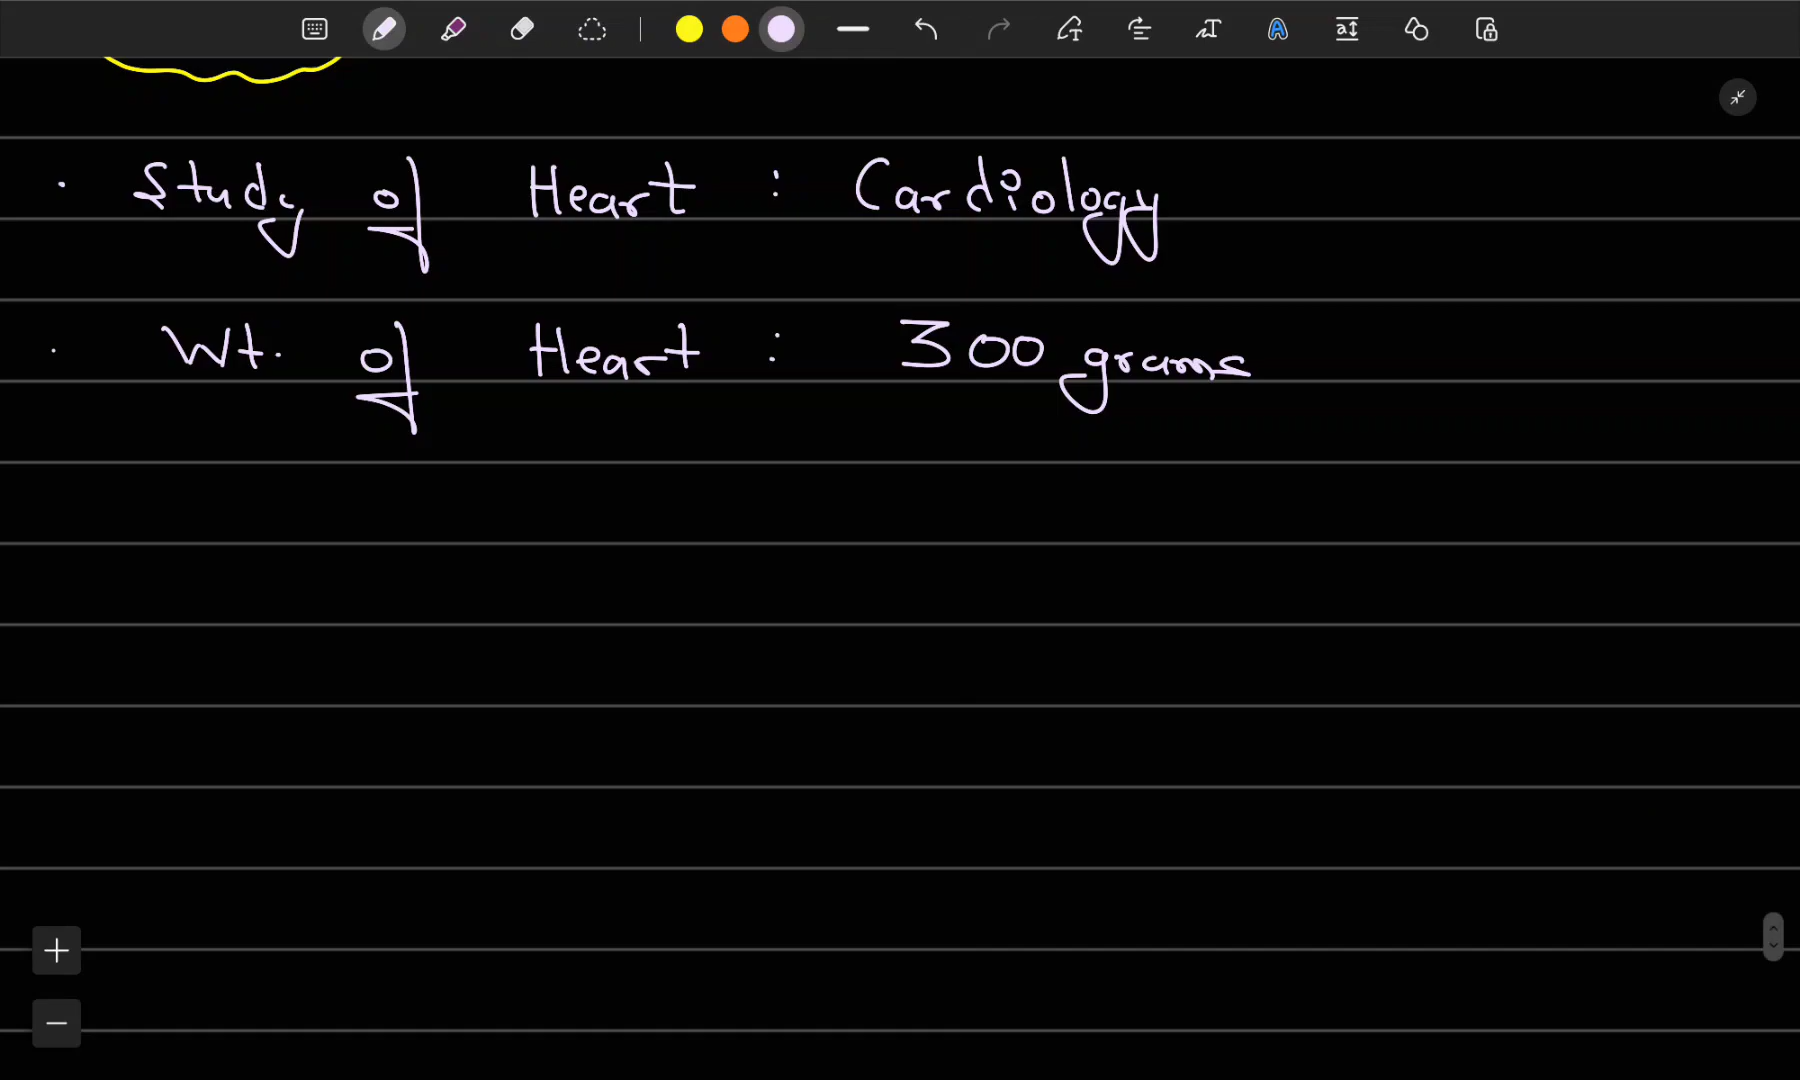 · Study of Heart : Cardiology
· Wt. of Heart : 300 grams